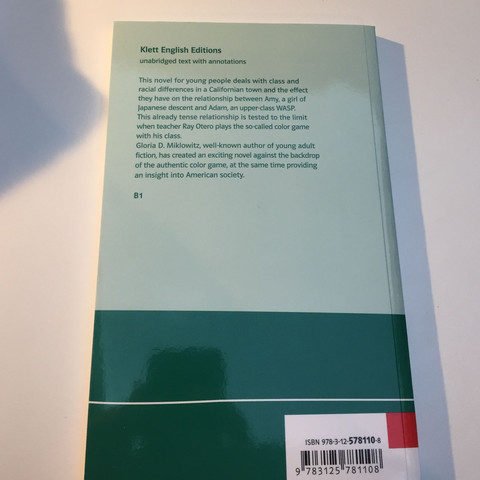 Klett English Editions
unabridged text with annotations
This novel for young people deals with class and
racial differences in a Californian town and the effect
they have on the relationship between Amy, a girl of
Japanese descent and Adam, an upper-class WASP.
This already tense relationship is tested to the limit
when teacher Ray Otero plays the so-called color game
with his class.
Gloria D. Miklowitz, well-known author of young adult
fiction, has created an exciting novel against the backdrop
of the authentic color game, at the same time providing
an insight into American society.
B1
ISBN 978-3-12-578110-8
9 783125 781108